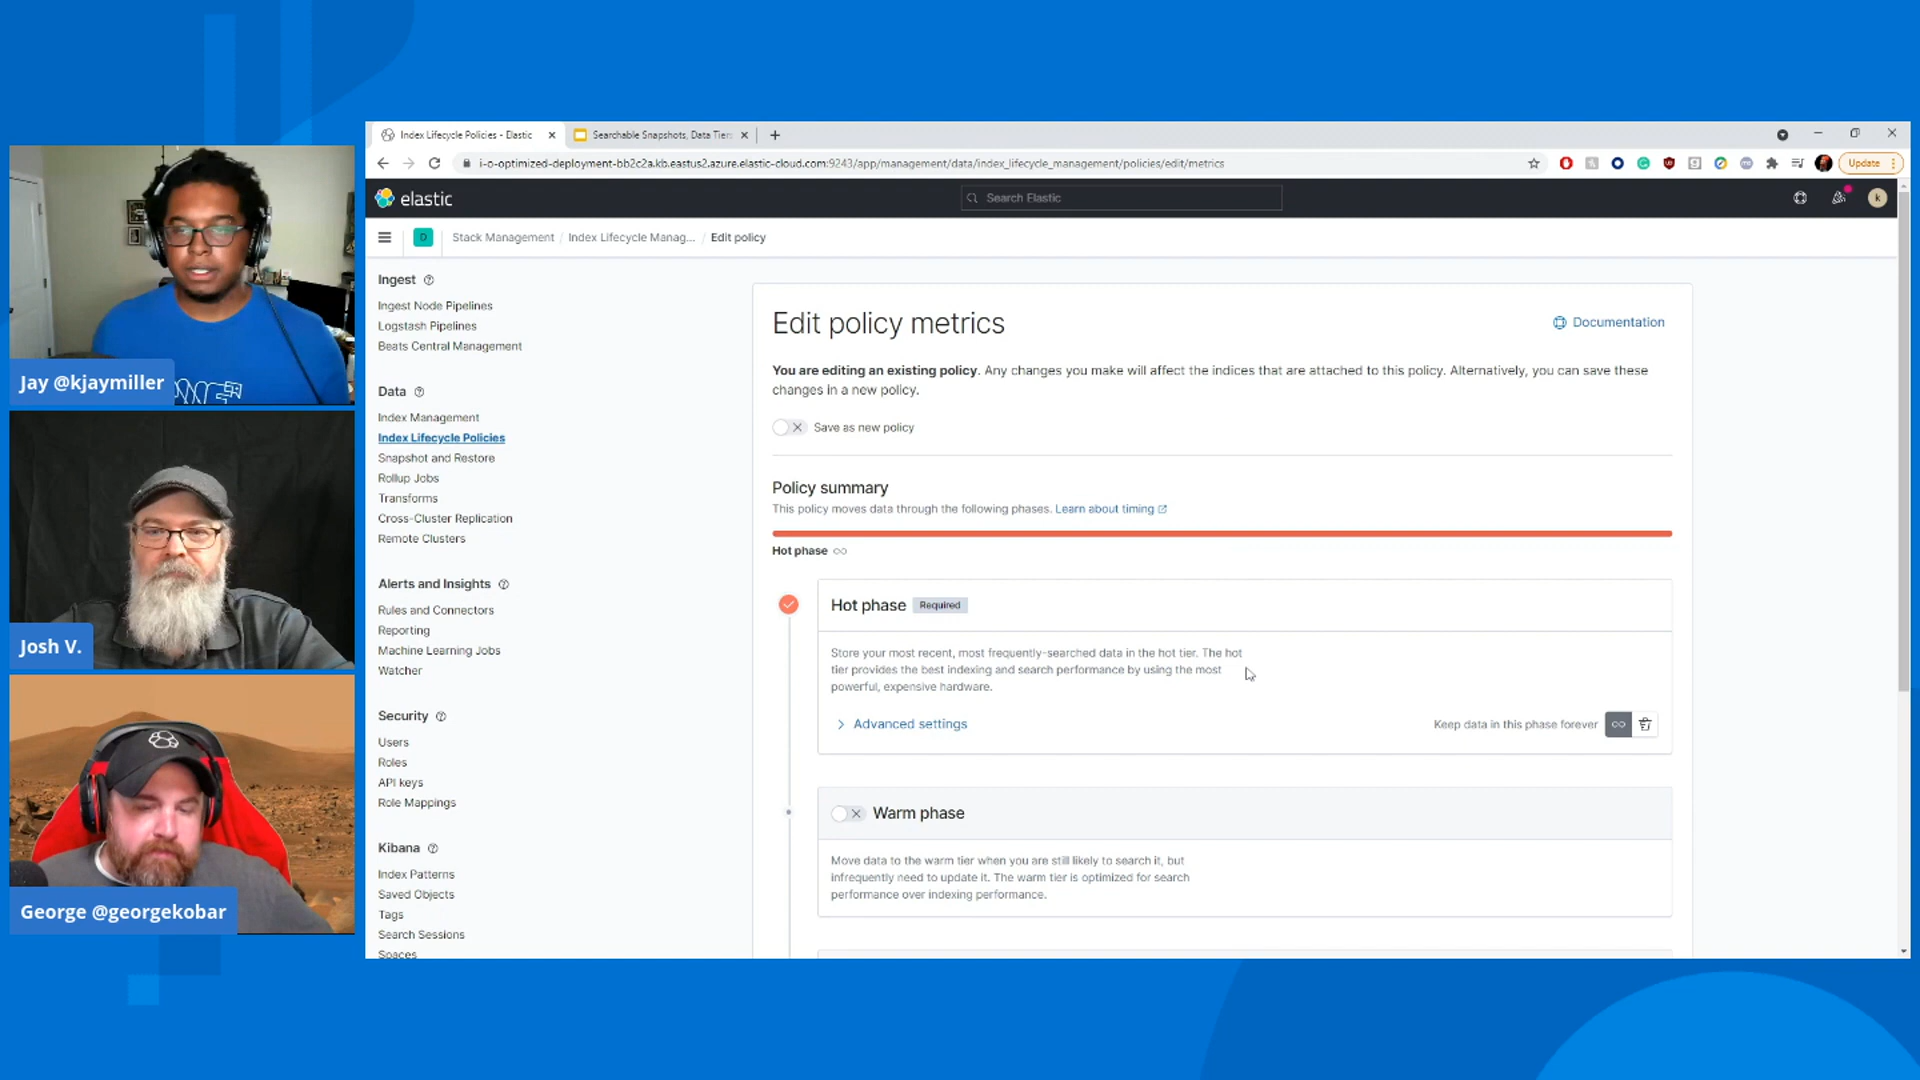 Index Lifecycle Policies - Elastic
Searchable Snapshots, Data Tier
i-o-optimized-deployment-bb2c2a.kb.eastus2.azure.elastic-cloud.com:9243/app/management/data/index_lifecycle_management/policies/edit/metrics
Update
elastic
Search Elastic
k
D
Stack Management / Index Lifecycle Manag... / Edit policy
Ingest
Ingest Node Pipelines
Logstash Pipelines
Beats Central Management
Data
Index Management
Index Lifecycle Policies
Snapshot and Restore
Rollup Jobs
Transforms
Cross-Cluster Replication
Remote Clusters
Alerts and Insights
Rules and Connectors
Reporting
Machine Learning Jobs
Watcher
Security
Users
Roles
API keys
Role Mappings
Kibana
Index Patterns
Saved Objects
Tags
Search Sessions
Spaces
Edit policy metrics
Documentation
You are editing an existing policy. Any changes you make will affect the indices that are attached to this policy. Alternatively, you can save these
changes in a new policy.
Save as new policy
Policy summary
This policy moves data through the following phases. Learn about timing
Hot phase
Hot phase Required
Store your most recent, most frequently-searched data in the hot tier. The hot
tier provides the best indexing and search performance by using the most
powerful, expensive hardware.
Advanced settings
Keep data in this phase forever
Warm phase
Move data to the warm tier when you are still likely to search it, but
infrequently need to update it. The warm tier is optimized for search
performance over indexing performance.
Jay @kjaymiller
Josh V.
George @georgekobar